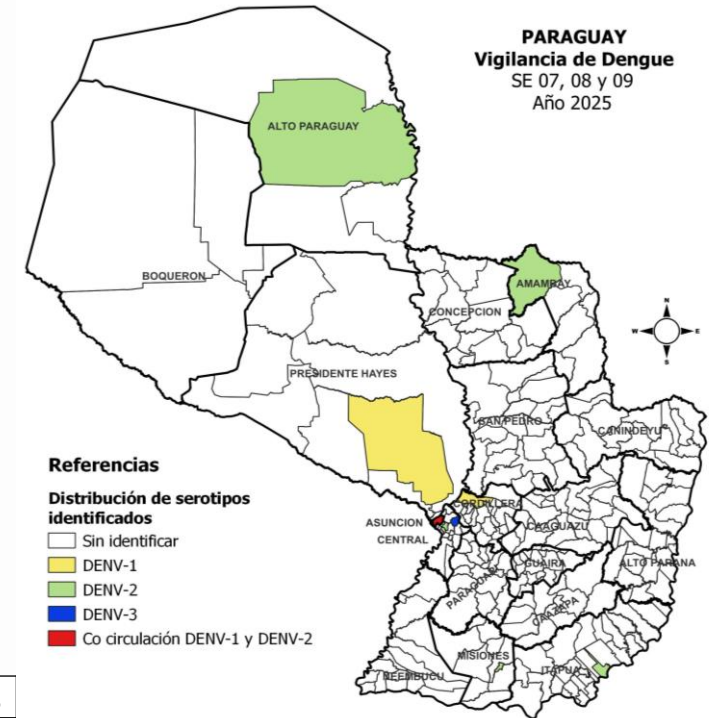 PARAGUAY
Vigilancia de Dengue
SE 07, 08 y 09
Año 2025
ALTO PARAGUAY
BOQUERON
AMAMBAY
CONCEPCION
N
W E
S
PRESIDENTE HAYES
SAN PEDRO
CANINDEYU
Referencias
Distribución de serotipos
identificados
Sin identificar
DENV-1
DENV-2
DENV-3
Co circulación DENV-1 y DENV-2
CORDILLERA
ASUNCION
CENTRAL
CAAGUAZU
GUAIRA
ALTO PARANA
PARAGUARI
CAAZAPA
MISIONES
ITAPUA
ÑEEMBUCU